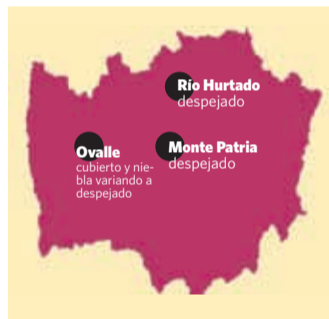 Río Hurtado
despejado
Monte Patria
despejado
Ovalle
cubierto y nie-
bla variando a
despejado